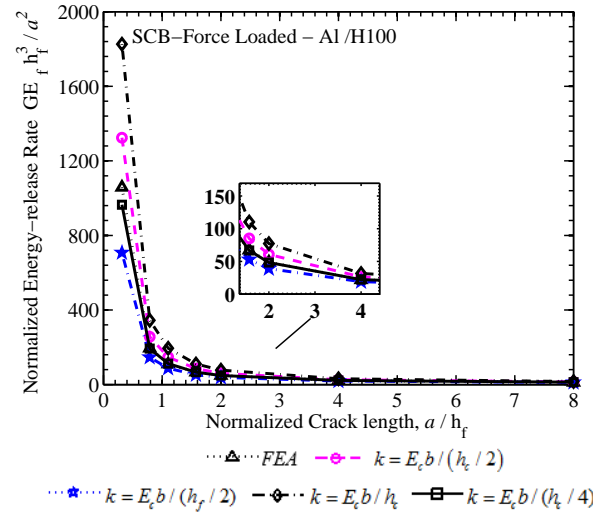 SCB–Force Loaded – Al /H100
Normalized Energy–release Rate GE_f h_f^3 / a^2
2000
1600
1200
800
400
0
150
100
50
0
2 3 4
0 1 2 3 4 5 6 7 8
Normalized Crack length, a / h_f
FEA k = E_c b / (h_c / 2)
k = E_c b / (h_f / 2) k = E_c b / h_c k = E_c b / (h_c / 4)